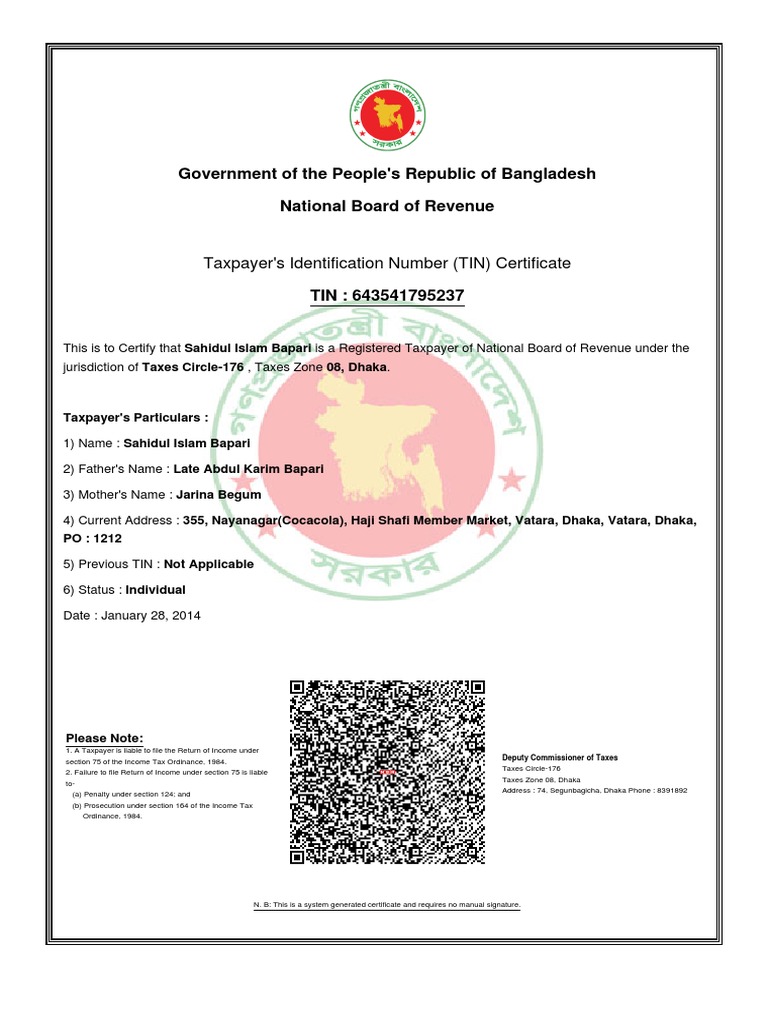 গণপ্রজাতন্ত্রী বাংলাদেশ
সরকার
Government of the People's Republic of Bangladesh
National Board of Revenue
Taxpayer's Identification Number (TIN) Certificate
TIN : 643541795237
গণপ্রজাতন্ত্রী বাংলাদেশ
This is to Certify that Sahidul Islam Bapari is a Registered Taxpayer of National Board of Revenue under the
jurisdiction of Taxes Circle-176 , Taxes Zone 08, Dhaka.
Taxpayer's Particulars :
1) Name : Sahidul Islam Bapari
2) Father's Name : Late Abdul Karim Bapari
3) Mother's Name : Jarina Begum
4) Current Address : 355, Nayanagar(Cocacola), Haji Shafi Member Market, Vatara, Dhaka, Vatara, Dhaka,
PO : 1212
5) Previous TIN : Not Applicable
সরকার
6) Status : Individual
Date : January 28, 2014
Please Note:
1. A Taxpayer is liable to file the Return of Income under
section 75 of the Income Tax Ordinance, 1984.
2. Failure to file Return of Income under section 75 is liable
to-
(a) Penalty under section 124; and
(b) Prosecution under section 164 of the Income Tax
Ordinance, 1984.
Deputy Commissioner of Taxes
Taxes Circle-176
Taxes Zone 08, Dhaka
Address : 74, Segunbagicha, Dhaka Phone : 8391892
N. B: This is a system generated certificate and requires no manual signature.